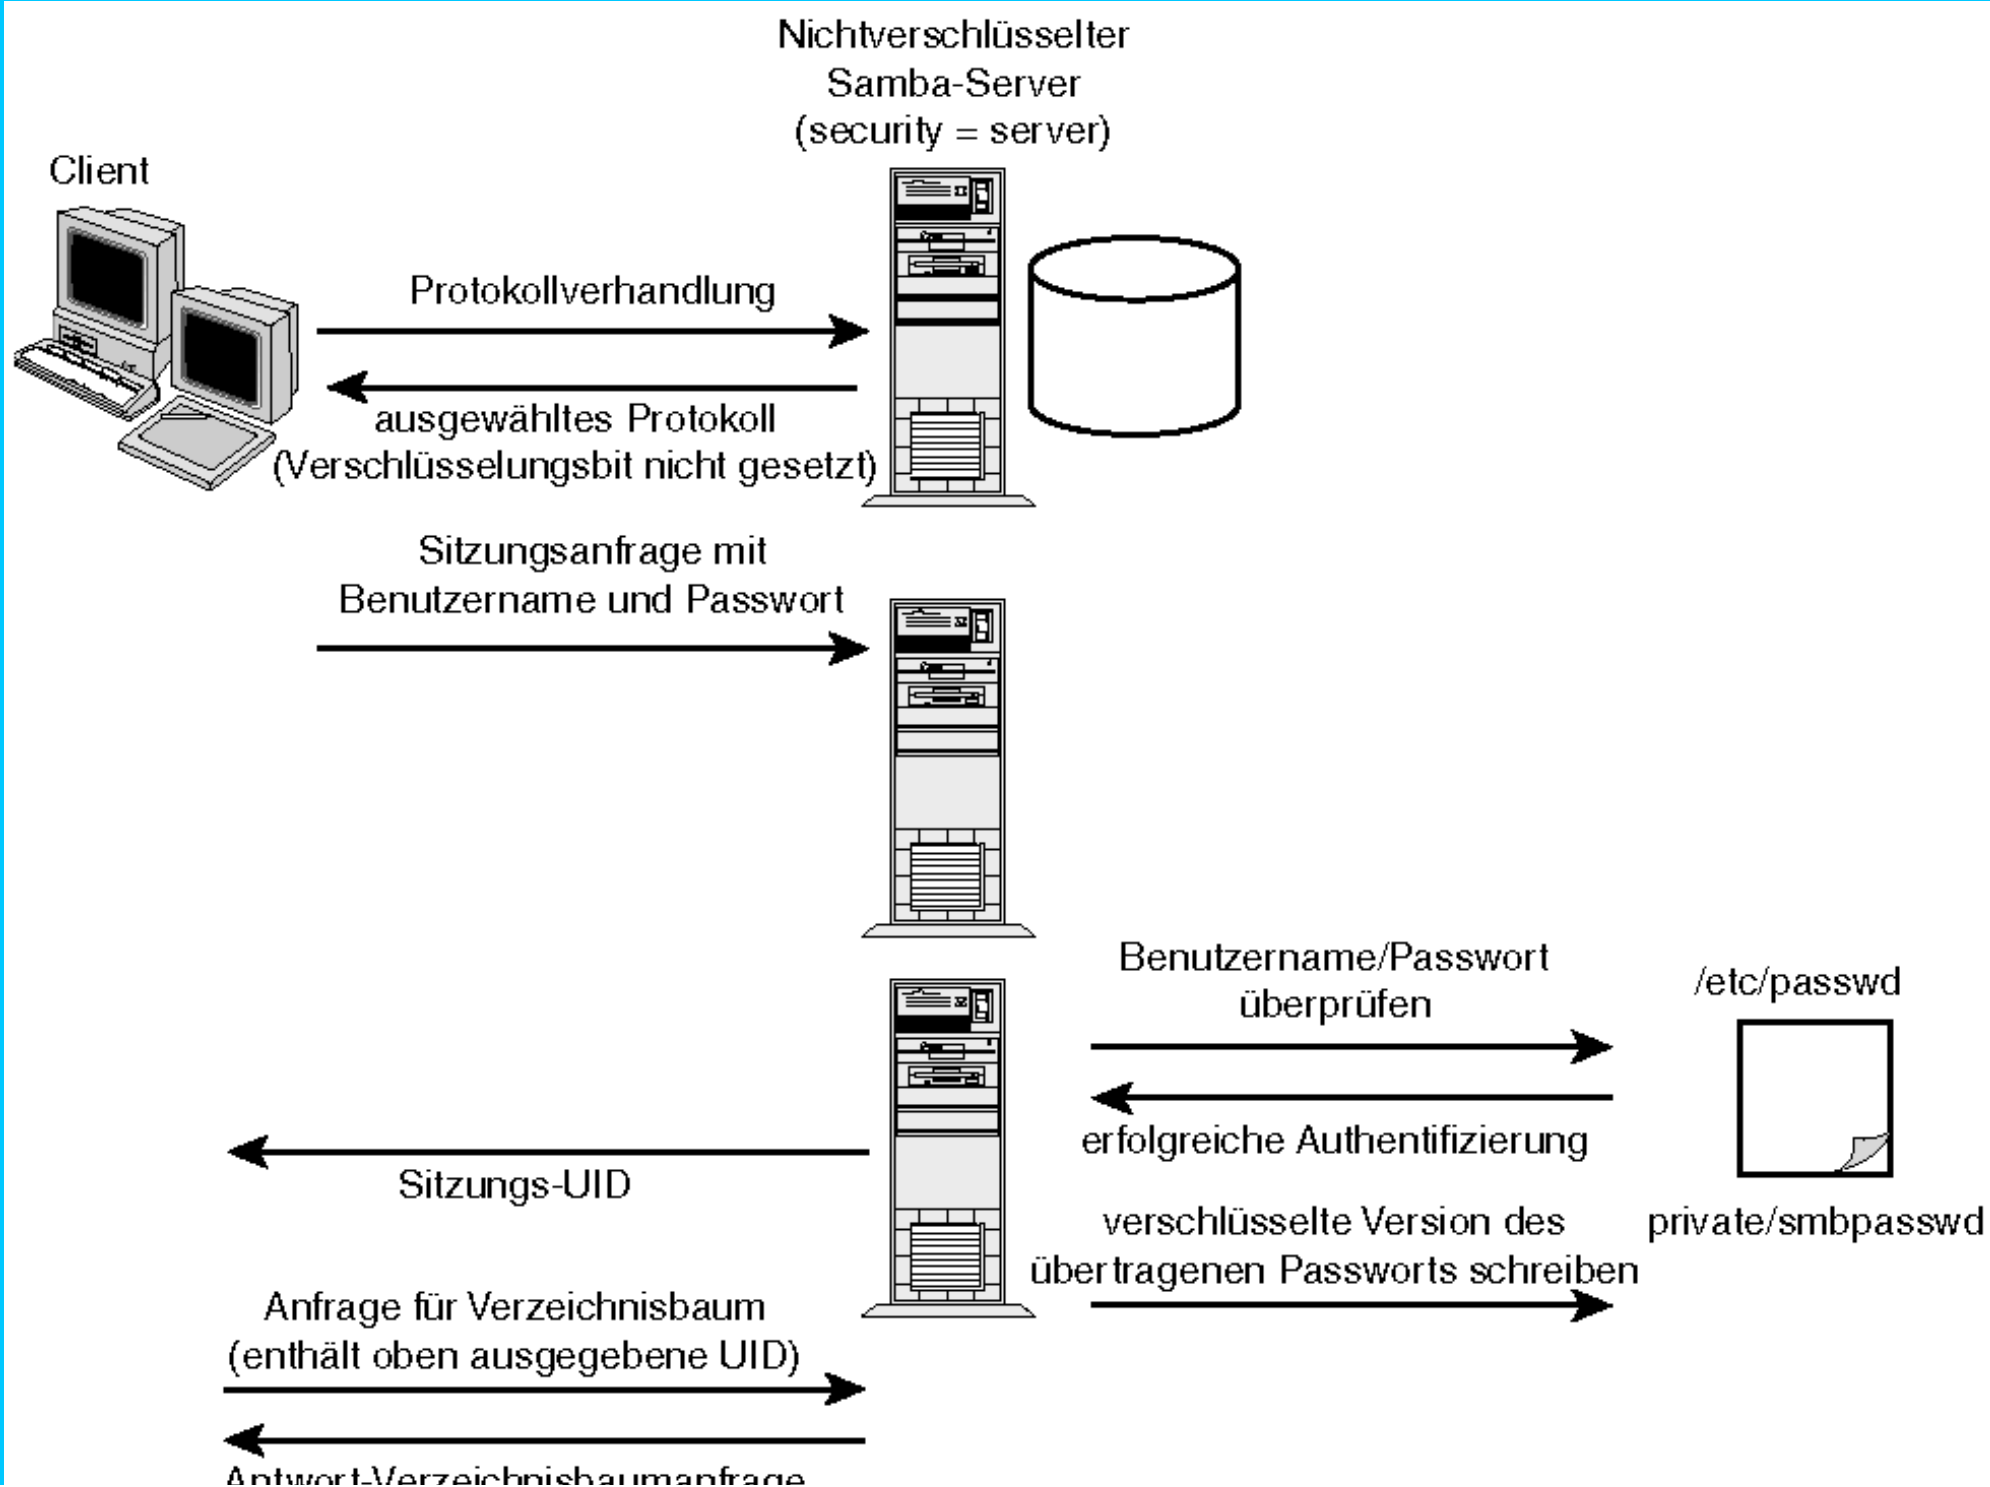 Nichtverschlüsselter
Samba-Server
(security = server)
Client
Protokollverhandlung
ausgewähltes Protokoll
(Verschlüsselungsbit nicht gesetzt)
Sitzungsanfrage mit
Benutzername und Passwort
Benutzername/Passwort
überprüfen
/etc/passwd
erfolgreiche Authentifizierung
Sitzungs-UID
verschlüsselte Version des
übertragenen Passworts schreiben
private/smbpasswd
Anfrage für Verzeichnisbaum
(enthält oben ausgegebene UID)
Antwort-Verzeichnisbaumanfrage